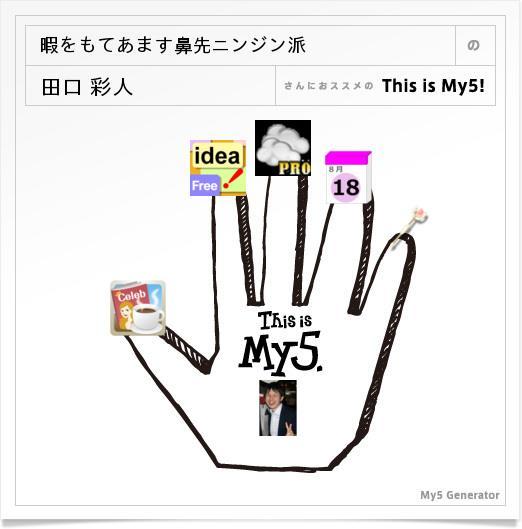 暇をもてあます鼻先ニンジン派 の
田口 彩人 さんにおススメの This is My5!
idea
Free
PRO
8月
18
Celeb
This is
My5.
My5 Generator